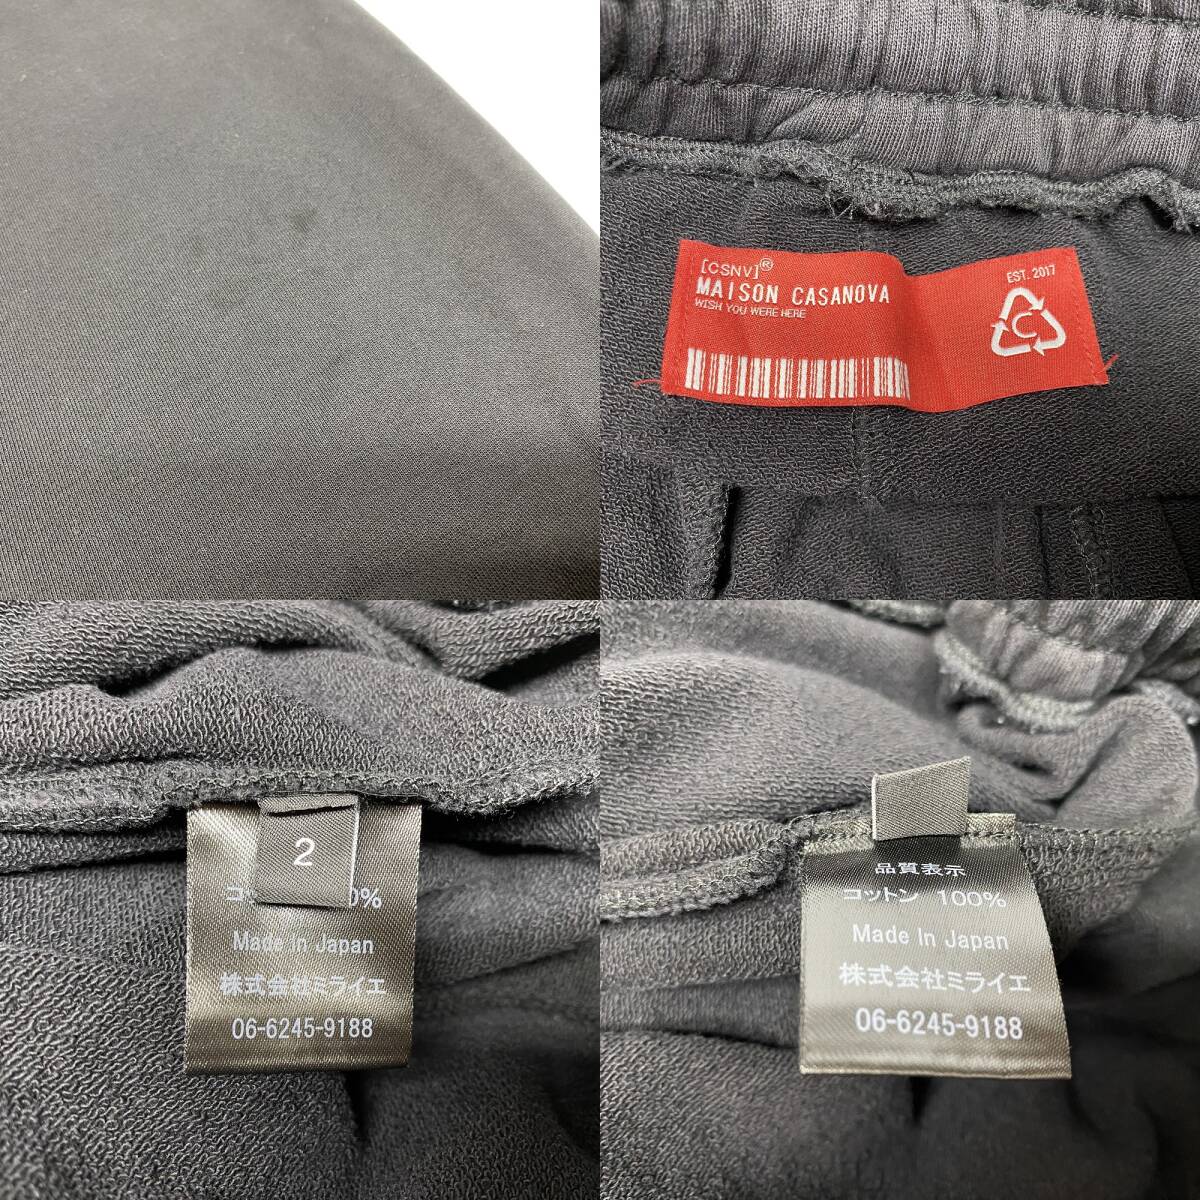 [CSNV]®
MAISON CASANOVA
WISH YOU WERE HERE
EST. 2017
C
2
コ 0%
Made In Japan
株式会社ミライエ
06-6245-9188
品質表示
コットン 100%
Made In Japan
株式会社ミライエ
06-6245-9188